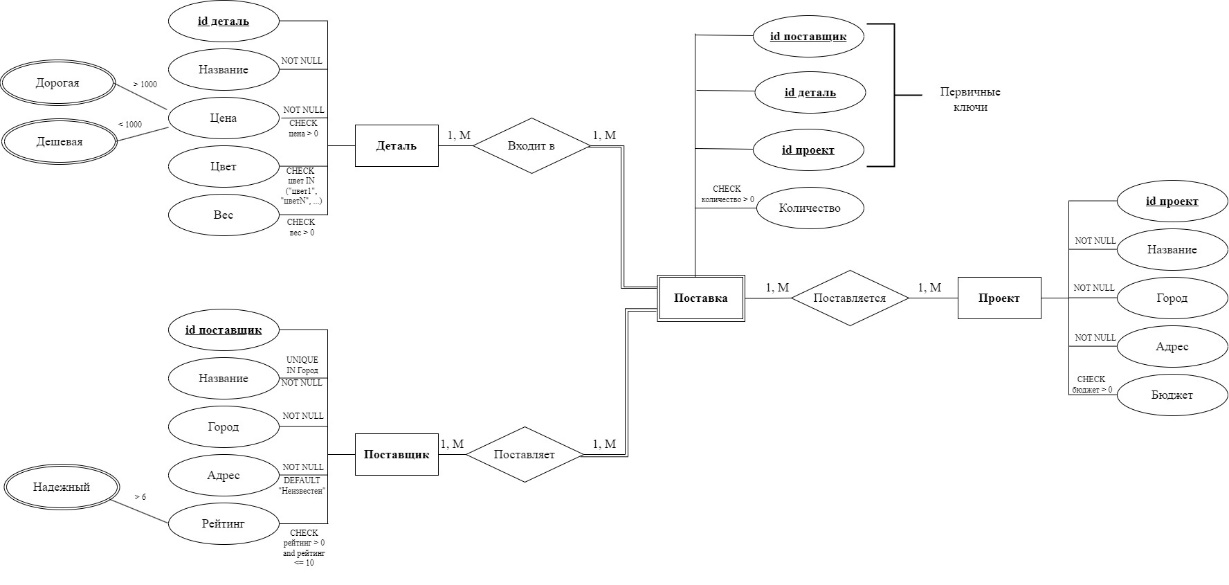 id деталь
Название
NOT NULL
Дорогая
> 1000
Цена
NOT NULL
CHECK
цена > 0
< 1000
Дешевая
Цвет
CHECK
цвет IN
("цвет1",
"цветN", ...)
Вес
CHECK
вес > 0
Деталь
1, M
Входит в
1, M
id поставщик
id деталь
id проект
Первичные
ключи
CHECK
количество > 0
Количество
Поставка
1, M
Поставляется
1, M
Проект
id проект
NOT NULL
Название
NOT NULL
Город
NOT NULL
Адрес
CHECK
бюджет > 0
Бюджет
id поставщик
Название
UNIQUE
IN Город
NOT NULL
Город
NOT NULL
Адрес
NOT NULL
DEFAULT
"Неизвестен"
Надежный
> 6
Рейтинг
CHECK
рейтинг > 0
and рейтинг
<= 10
Поставщик
1, M
Поставляет
1, M